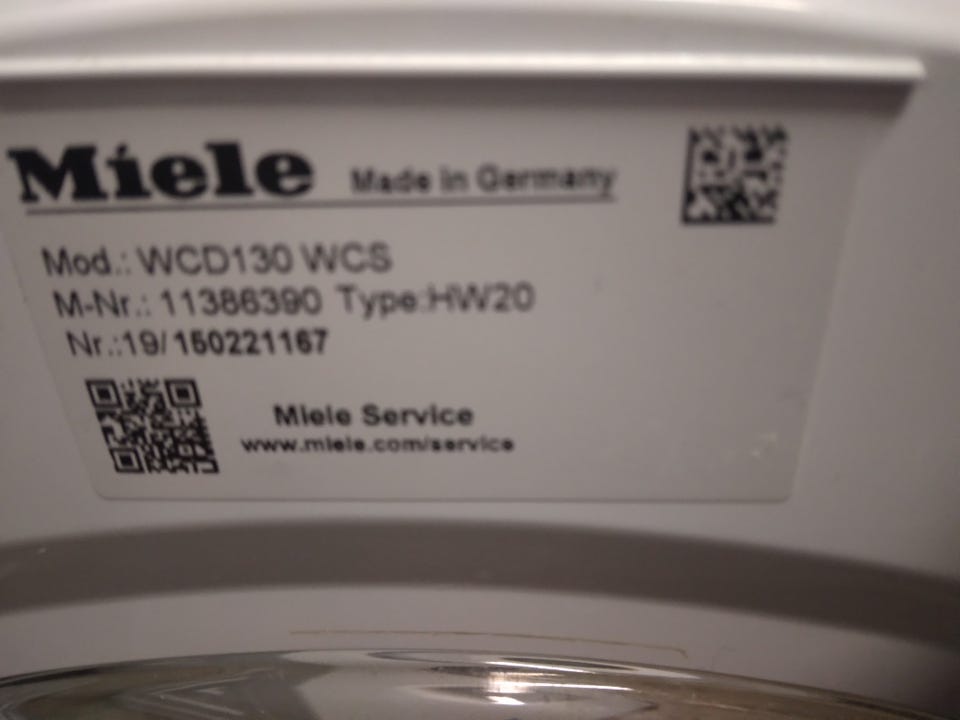 Miele Made in Germany
Mod.: WCD130 WCS
M-Nr.: 11386390 Type:HW20
Nr.:19/150221167
Miele Service
www.miele.com/service